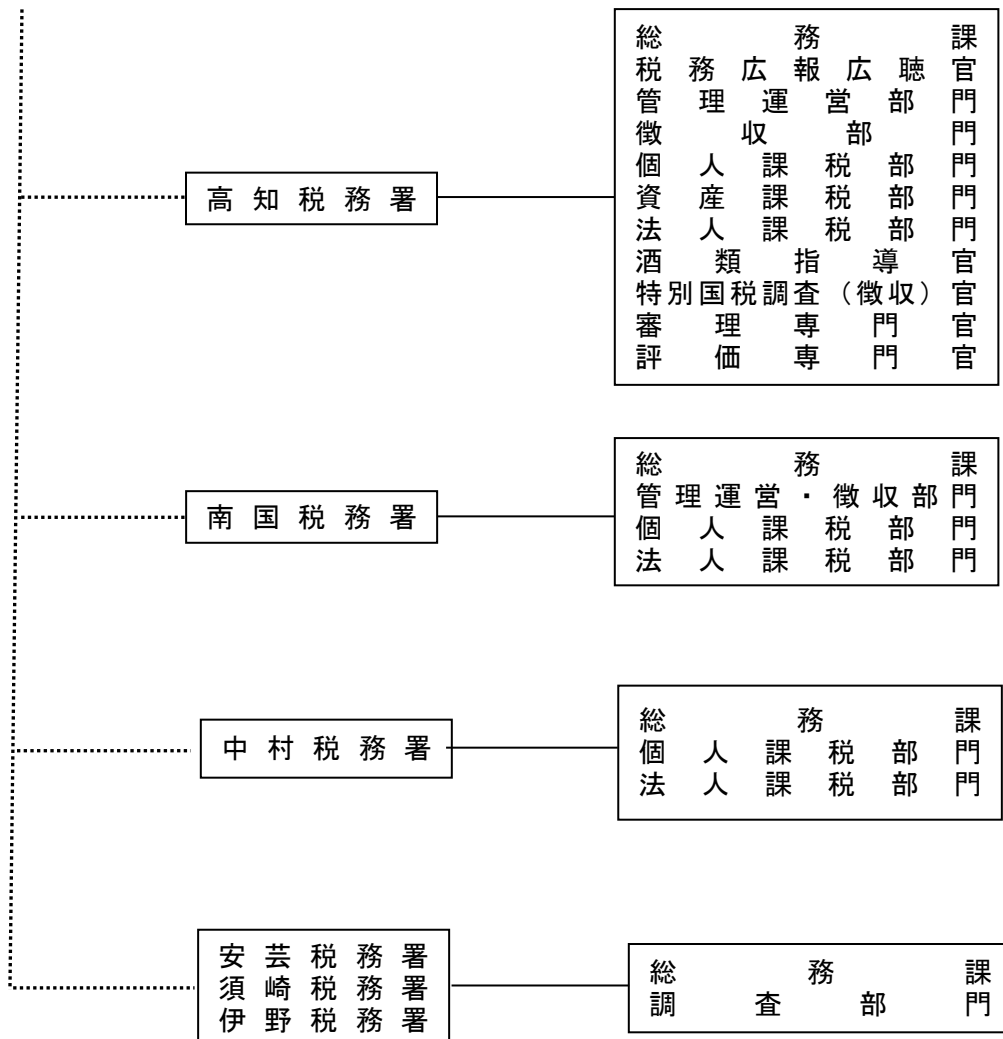 高知税務署
総務課
税務広報広聴官
管理運営部門
徴収部門
個人課税部門
資産課税部門
法人課税部門
酒類指導官
特別国税調査（徴収）官
審理専門官
評価専門官
南国税務署
総務課
管理運営・徴収部門
個人課税部門
法人課税部門
中村税務署
総務課
個人課税部門
法人課税部門
安芸税務署
須崎税務署
伊野税務署
総務課
調査部門